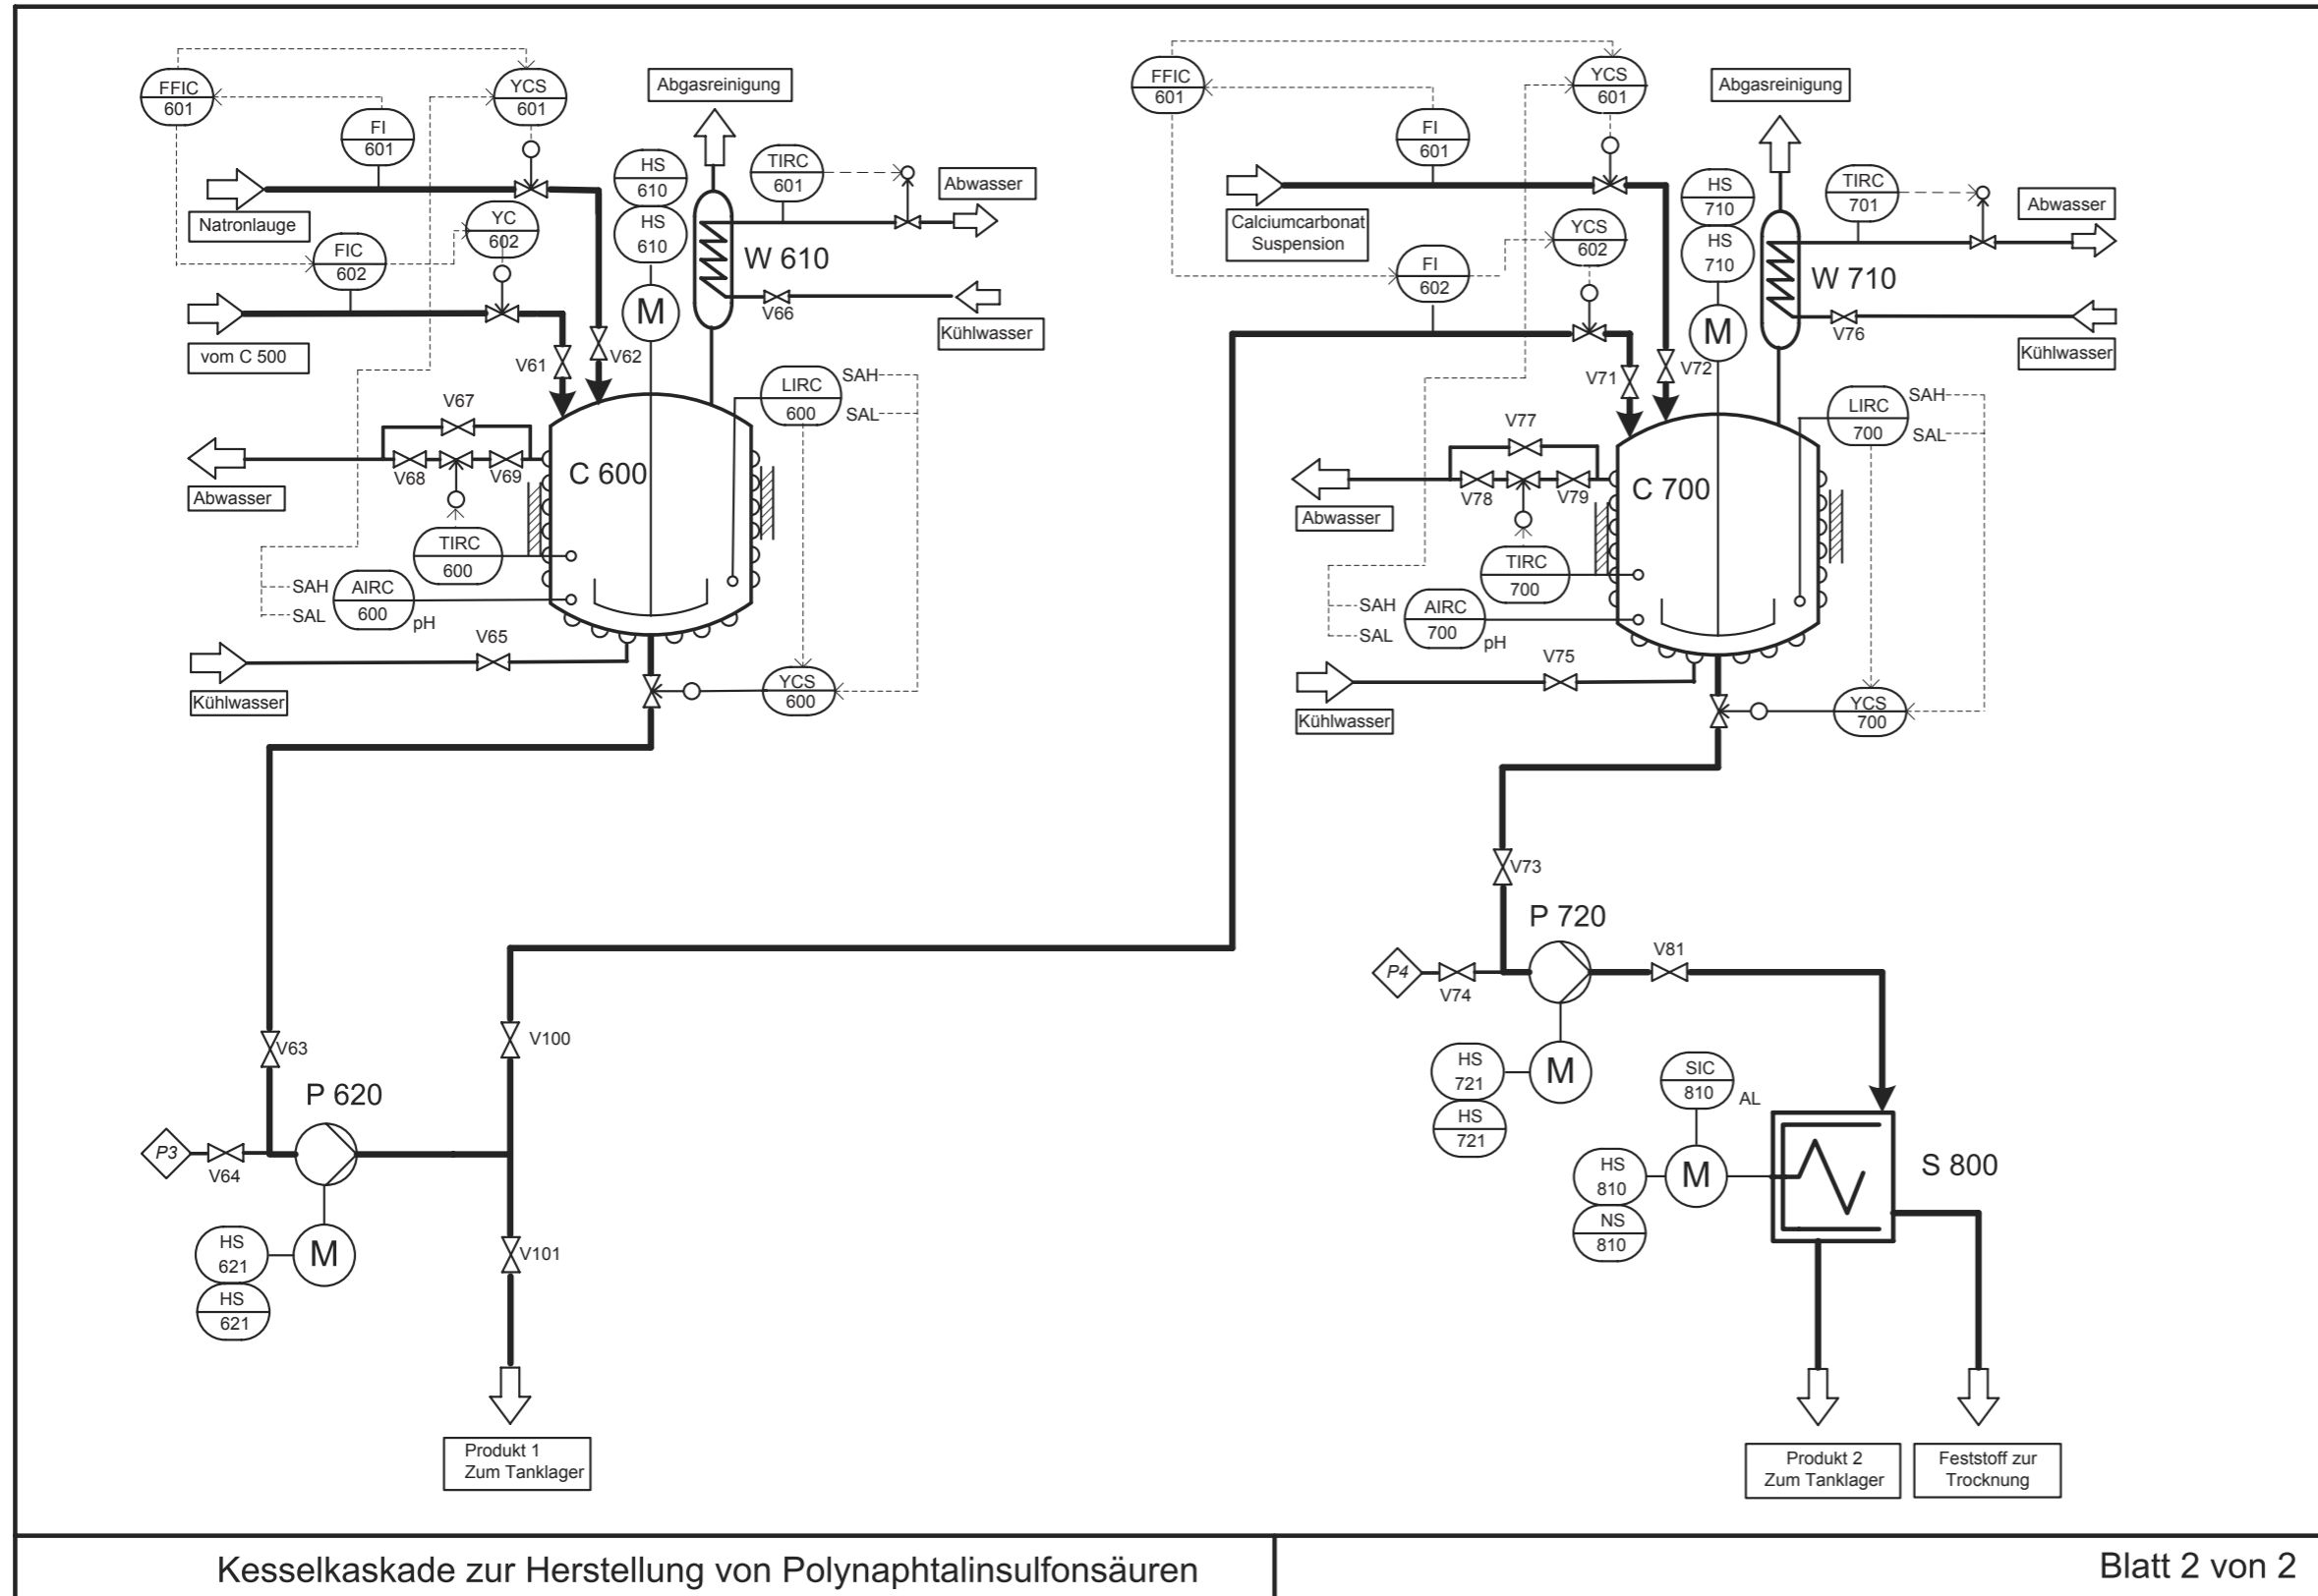 FFIC
601
YCS
601
FI
601
Abgasreinigung
HS
610
HS
610
TIRC
601
Abwasser
Natronlauge
YC
602
FIC
602
W 610
M
V66
Kühlwasser
vom C 500
V61
V62
LIRC
600
SAH
SAL
V67
V68
V69
Abwasser
C 600
TIRC
600
SAH
SAL
AIRC
600
pH
V65
Kühlwasser
YCS
600
V63
P 620
P3
V64
M
HS
621
HS
621
V100
V101
Produkt 1
Zum Tanklager
FFIC
601
YCS
601
FI
601
Abgasreinigung
HS
710
HS
710
TIRC
701
Abwasser
Calciumcarbonat
Suspension
YCS
602
FI
602
W 710
M
V76
Kühlwasser
V71
V72
LIRC
700
SAH
SAL
V77
V78
V79
Abwasser
C 700
TIRC
700
SAH
SAL
AIRC
700
pH
V75
Kühlwasser
YCS
700
V73
P 720
P4
V74
V81
M
HS
721
HS
721
SIC
810
AL
HS
810
NS
810
M
S 800
Produkt 2
Zum Tanklager
Feststoff zur
Trocknung
Kesselkaskade zur Herstellung von Polynaphtalinsulfonsäuren
Blatt 2 von 2